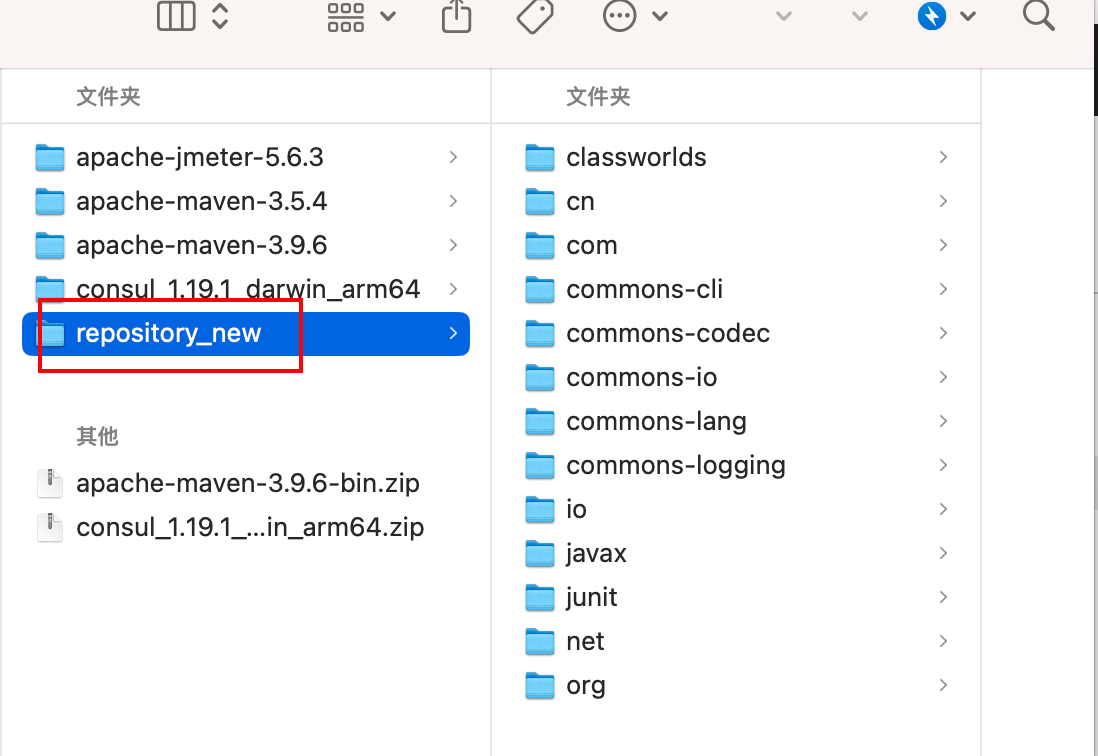 文件夹
apache-jmeter-5.6.3
apache-maven-3.5.4
apache-maven-3.9.6
consul_1.19.1_darwin_arm64
repository_new
其他
apache-maven-3.9.6-bin.zip
consul_1.19.1_...in_arm64.zip
文件夹
classworlds
cn
com
commons-cli
commons-codec
commons-io
commons-lang
commons-logging
io
javax
junit
net
org